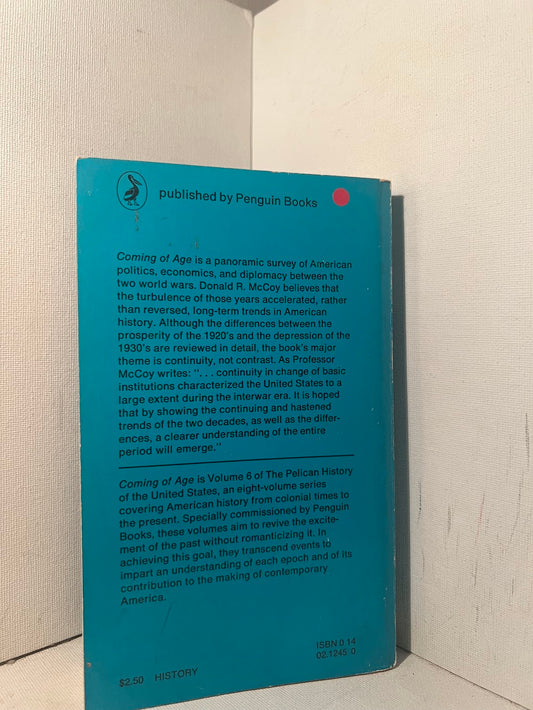 published by Penguin Books
Coming of Age is a panoramic survey of American
politics, economics, and diplomacy between the
two world wars. Donald R. McCoy believes that
the turbulence of those years accelerated, rather
than reversed, long-term trends in American
history. Although the differences between the
prosperity of the 1920's and the depression of the
1930's are reviewed in detail, the book's major
theme is continuity, not contrast. As Professor
McCoy writes: "... continuity in change of basic
institutions characterized the United States to a
large extent during the interwar era. It is hoped
that by showing the continuing and hastened
trends of the two decades, as well as the differ-
ences, a clearer understanding of the entire
period will emerge."
Coming of Age is Volume 6 of The Pelican History
of the United States, an eight-volume series
covering American history from colonial times to
the present. Specially commissioned by Penguin
Books, these volumes aim to revive the excite-
ment of the past without romanticizing it. In
achieving this goal, they transcend events to
impart an understanding of each epoch and of its
contribution to the making of contemporary
America.
ISBN 0 14
02.1245 0
$2.50 HISTORY